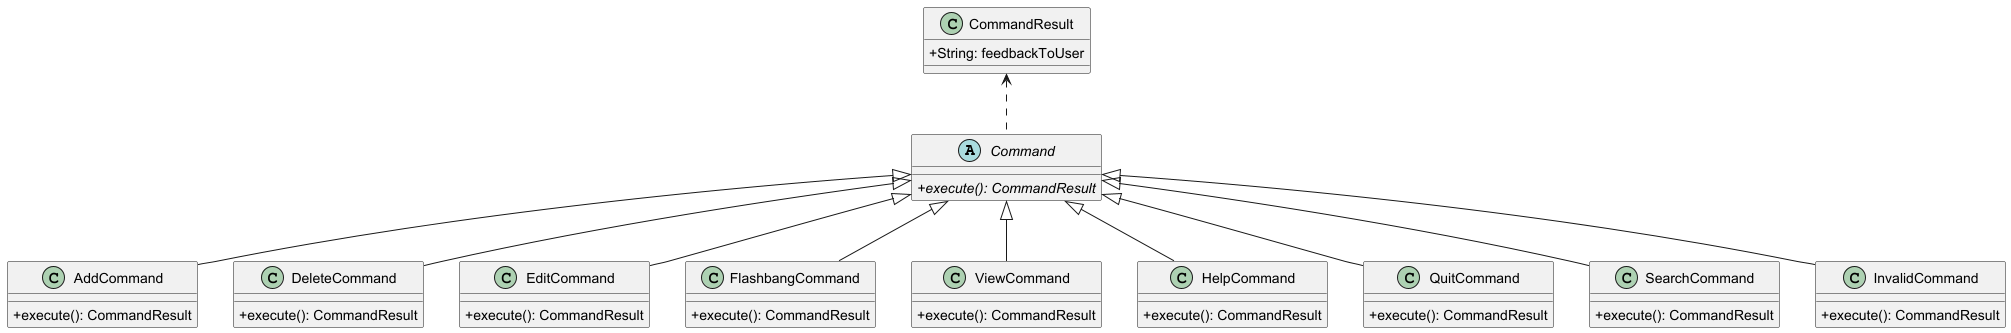 C CommandResult
+String: feedbackToUser
A Command
+execute(): CommandResult
C AddCommand
+execute(): CommandResult
C DeleteCommand
+execute(): CommandResult
C EditCommand
+execute(): CommandResult
C FlashbangCommand
+execute(): CommandResult
C ViewCommand
+execute(): CommandResult
C HelpCommand
+execute(): CommandResult
C QuitCommand
+execute(): CommandResult
C SearchCommand
+execute(): CommandResult
C InvalidCommand
+execute(): CommandResult